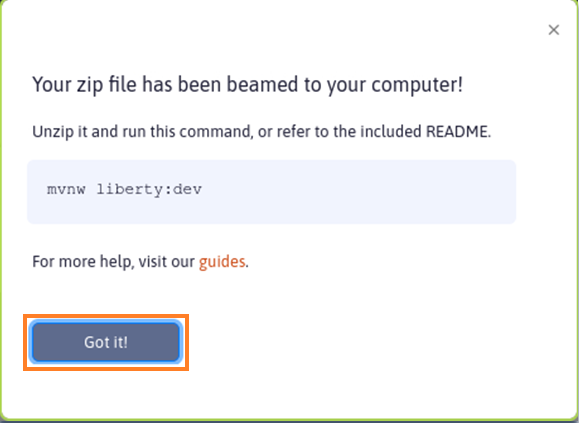 Your zip file has been beamed to your computer!
Unzip it and run this command, or refer to the included README.
mvnw liberty:dev
For more help, visit our guides.
Got it!